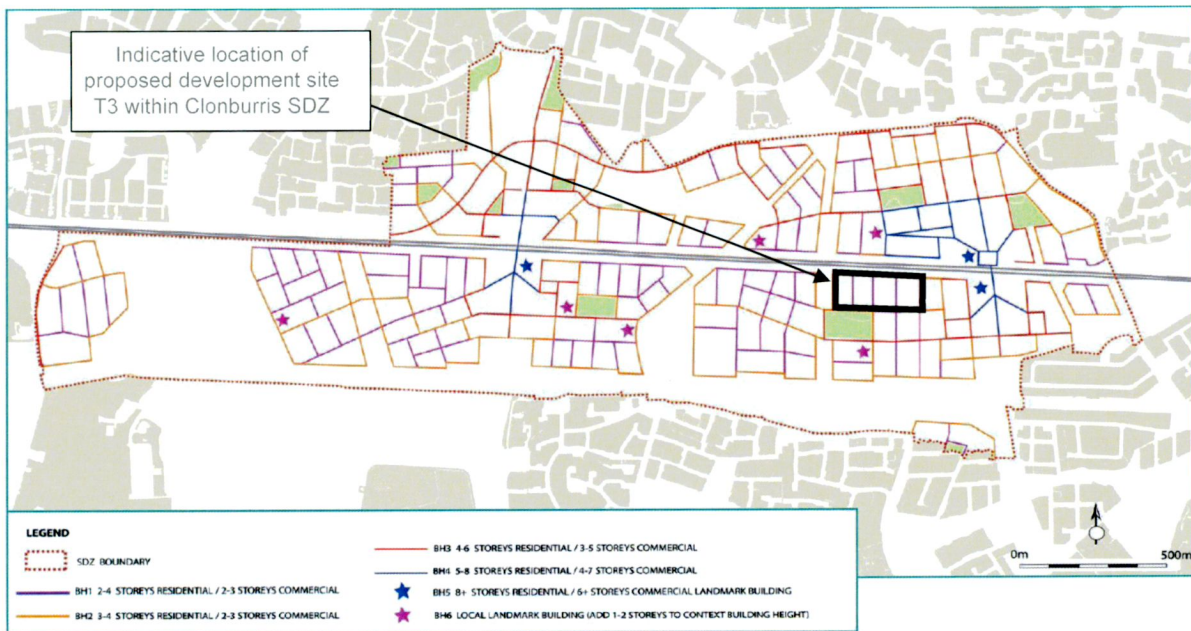 Indicative location of
proposed development site
T3 within Clonburris SDZ
LEGEND
SDZ BOUNDARY
BH1 2-4 STOREYS RESIDENTIAL / 2-3 STOREYS COMMERCIAL
BH2 3-4 STOREYS RESIDENTIAL / 2-3 STOREYS COMMERCIAL
BH3 4-6 STOREYS RESIDENTIAL / 3-5 STOREYS COMMERCIAL
BH4 5-8 STOREYS RESIDENTIAL / 4-7 STOREYS COMMERCIAL
BH5 8+ STOREYS RESIDENTIAL / 6+ STOREYS COMMERCIAL LANDMARK BUILDING
BH6 LOCAL LANDMARK BUILDING (ADD 1-2 STOREYS TO CONTEXT BUILDING HEIGHT)
0m 500m